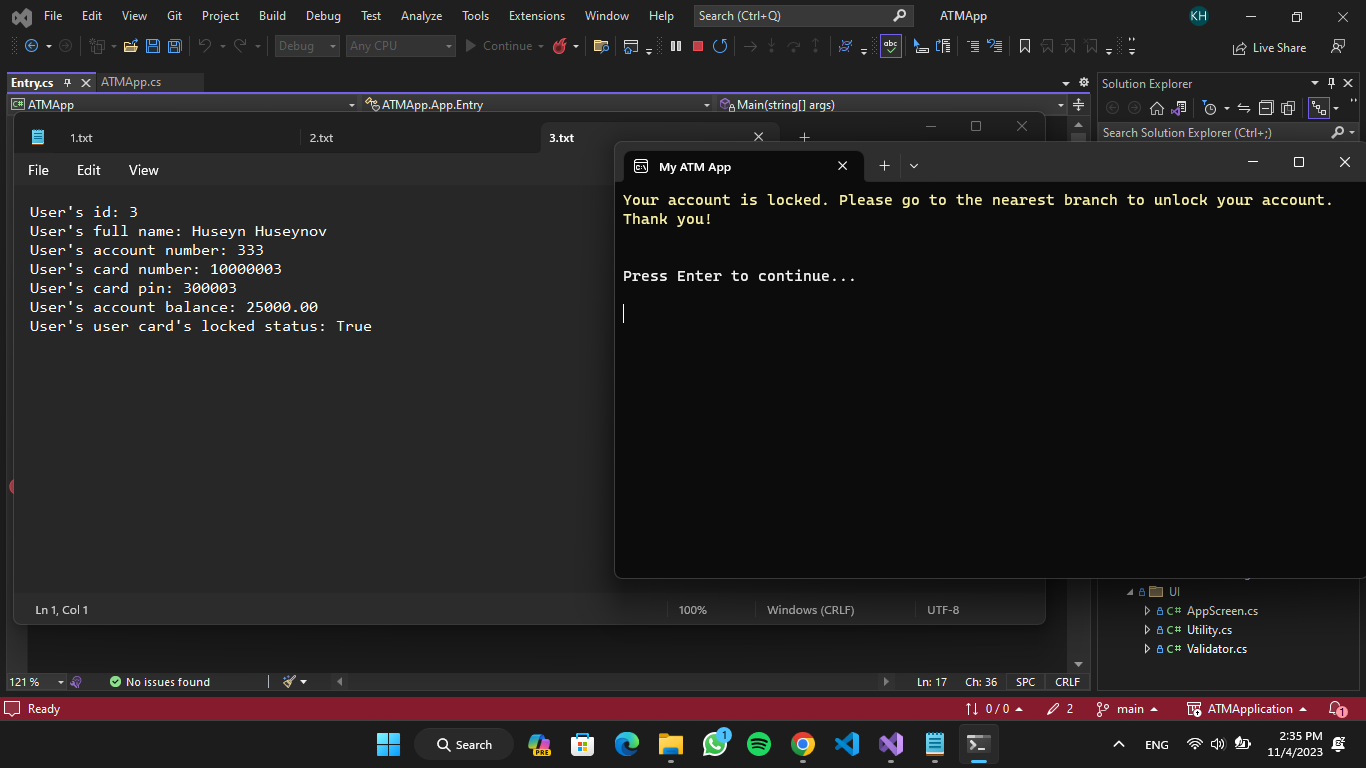 File Edit View Git Project Build Debug Test Analyze Tools Extensions Window Help Search (Ctrl+Q) ATMApp KH
Debug Any CPU Continue abc Live Share
Entry.cs ATMApp.cs Solution Explorer
C# ATMApp ATMApp.App.Entry Main(string[] args)
Search Solution Explorer (Ctrl+;)
1.txt 2.txt 3.txt
File Edit View
User's id: 3
User's full name: Huseyn Huseynov
User's account number: 333
User's card number: 10000003
User's card pin: 300003
User's account balance: 25000.00
User's user card's locked status: True
Ln 1, Col 1 100% Windows (CRLF) UTF-8
My ATM App
Your account is locked. Please go to the nearest branch to unlock your account.
Thank you!
Press Enter to continue...
UI
C# AppScreen.cs
C# Utility.cs
C# Validator.cs
121 % No issues found Ln: 17 Ch: 36 SPC CRLF
Ready 0 / 0 2 main ATMApplication 1
Search PRE 1 ENG 2:35 PM
11/4/2023